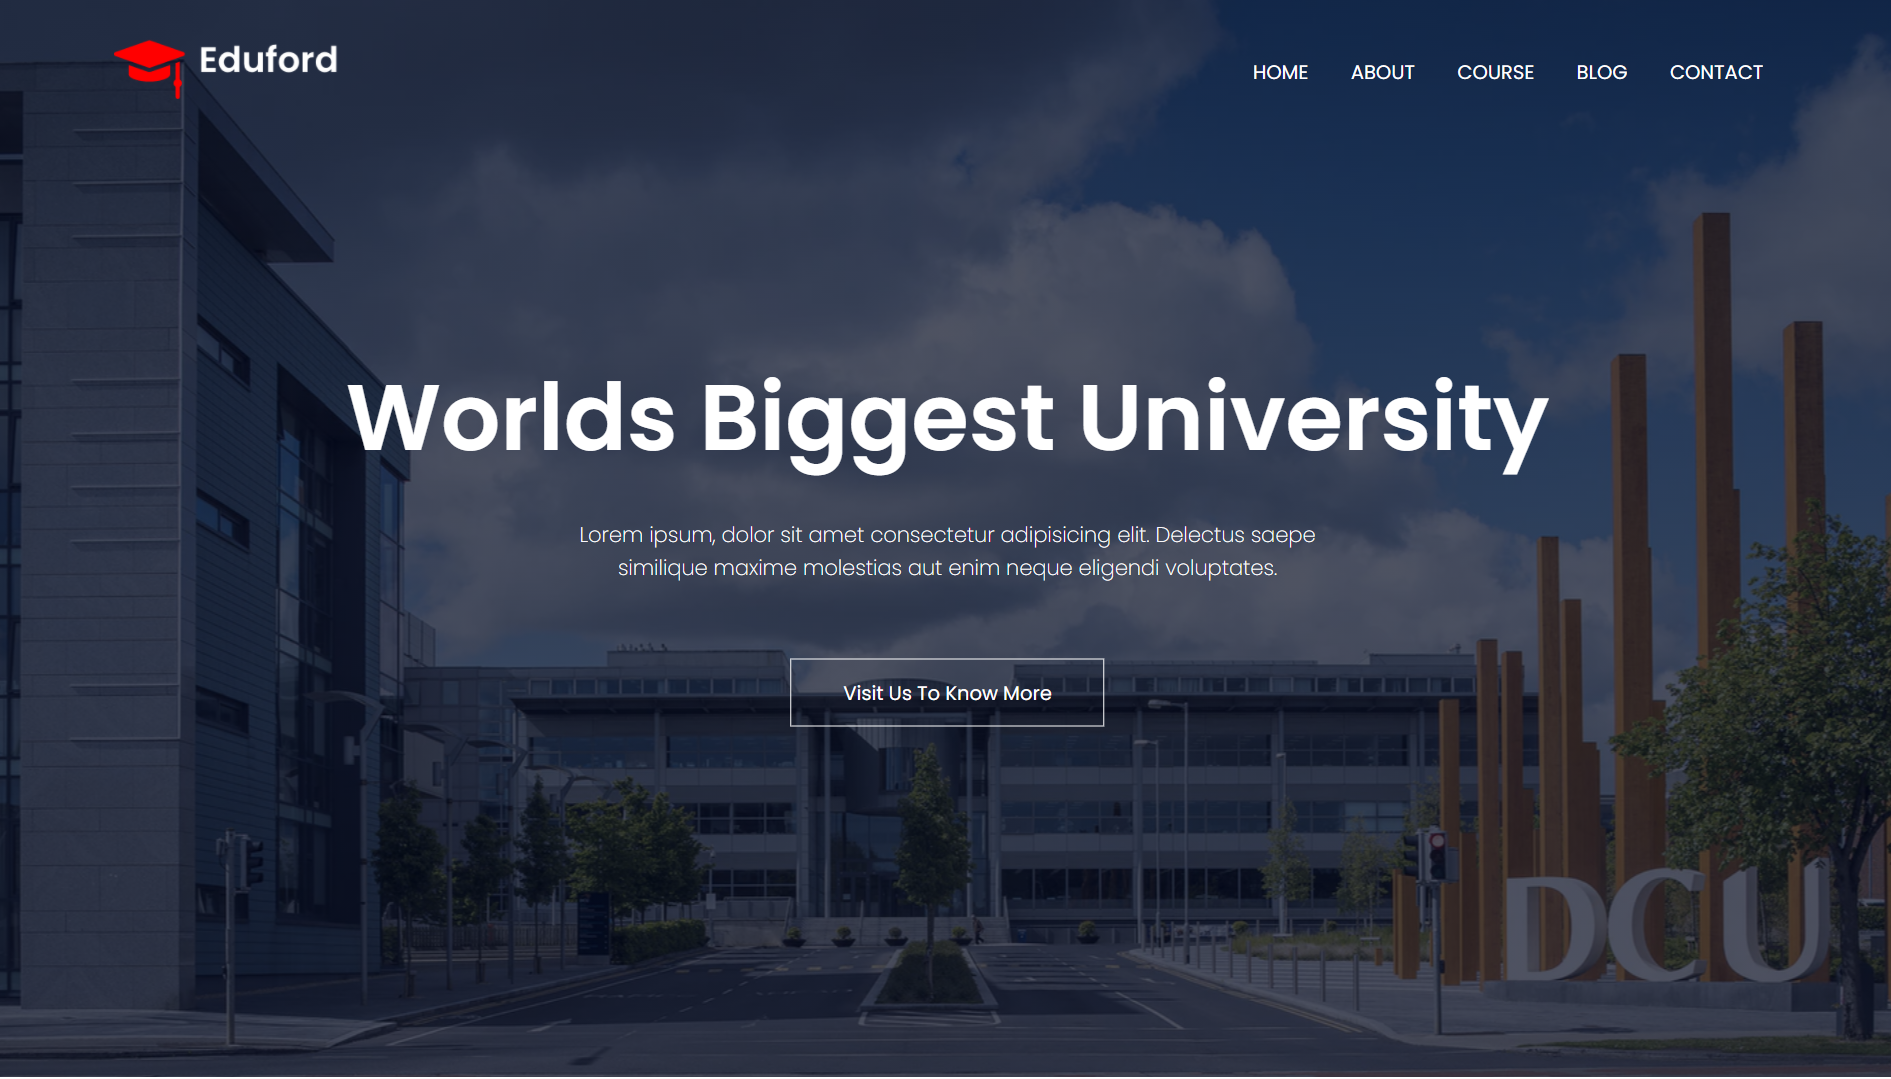 Eduford
HOME ABOUT COURSE BLOG CONTACT
Worlds Biggest University
Lorem ipsum, dolor sit amet consectetur adipisicing elit. Delectus saepe
similique maxime molestias aut enim neque eligendi voluptates.
Visit Us To Know More
DCU